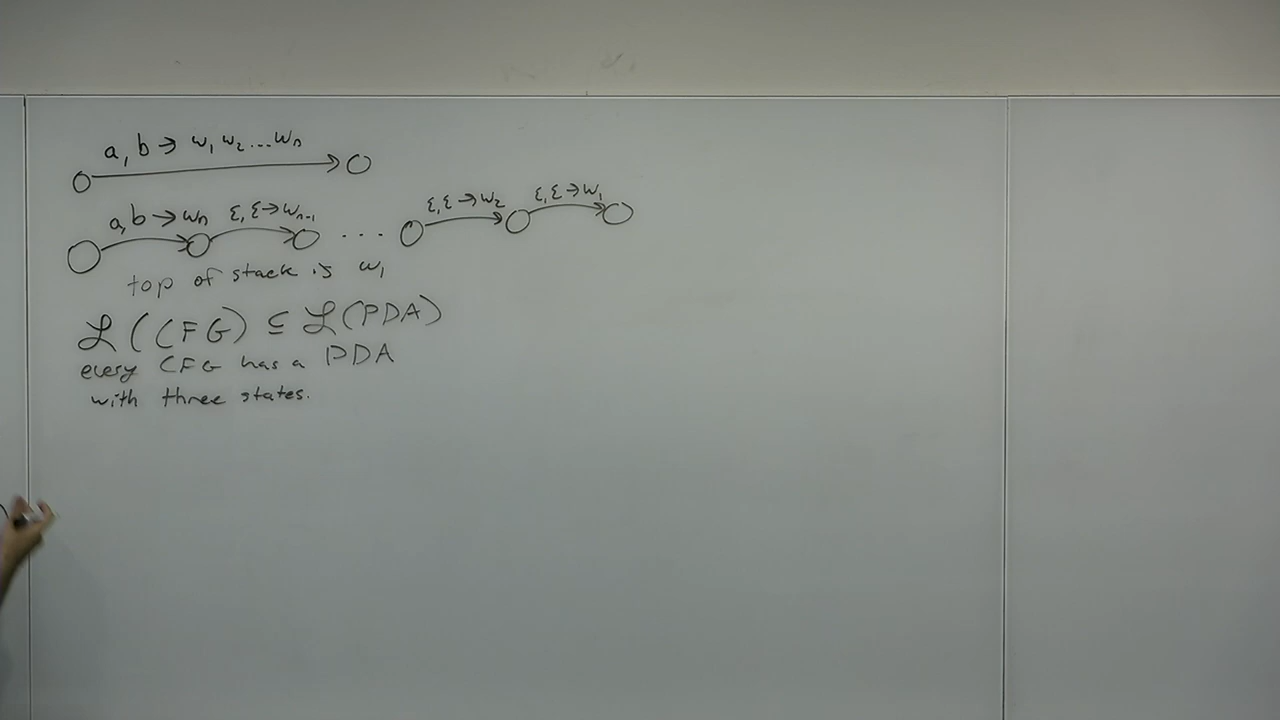 a, b → w₁ w₂ ... wₙ
a, b → wₙ ε, ε → wₙ₋₁ ... ε, ε → w₂ ε, ε → w₁
top of stack is w₁
ℒ(CFG) ⊆ ℒ(PDA)
every CFG has a PDA
with three states.